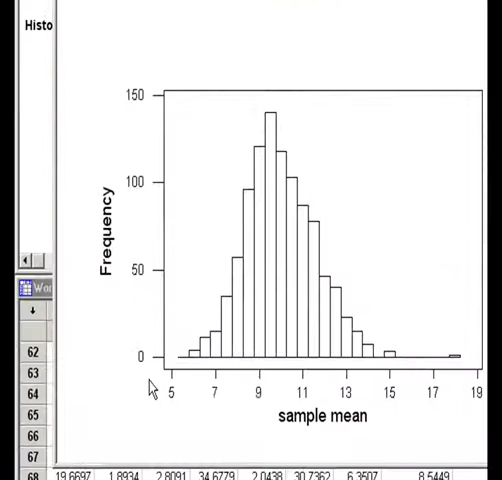 Histo
150
100
50
0
Frequency
5 7 9 11 13 15 17 19
sample mean
Wor
62
63
64
65
66
67
68 19.6697 1.8934 2.8091 34.6779 2.0438 30.7362 6.3507 8.5449